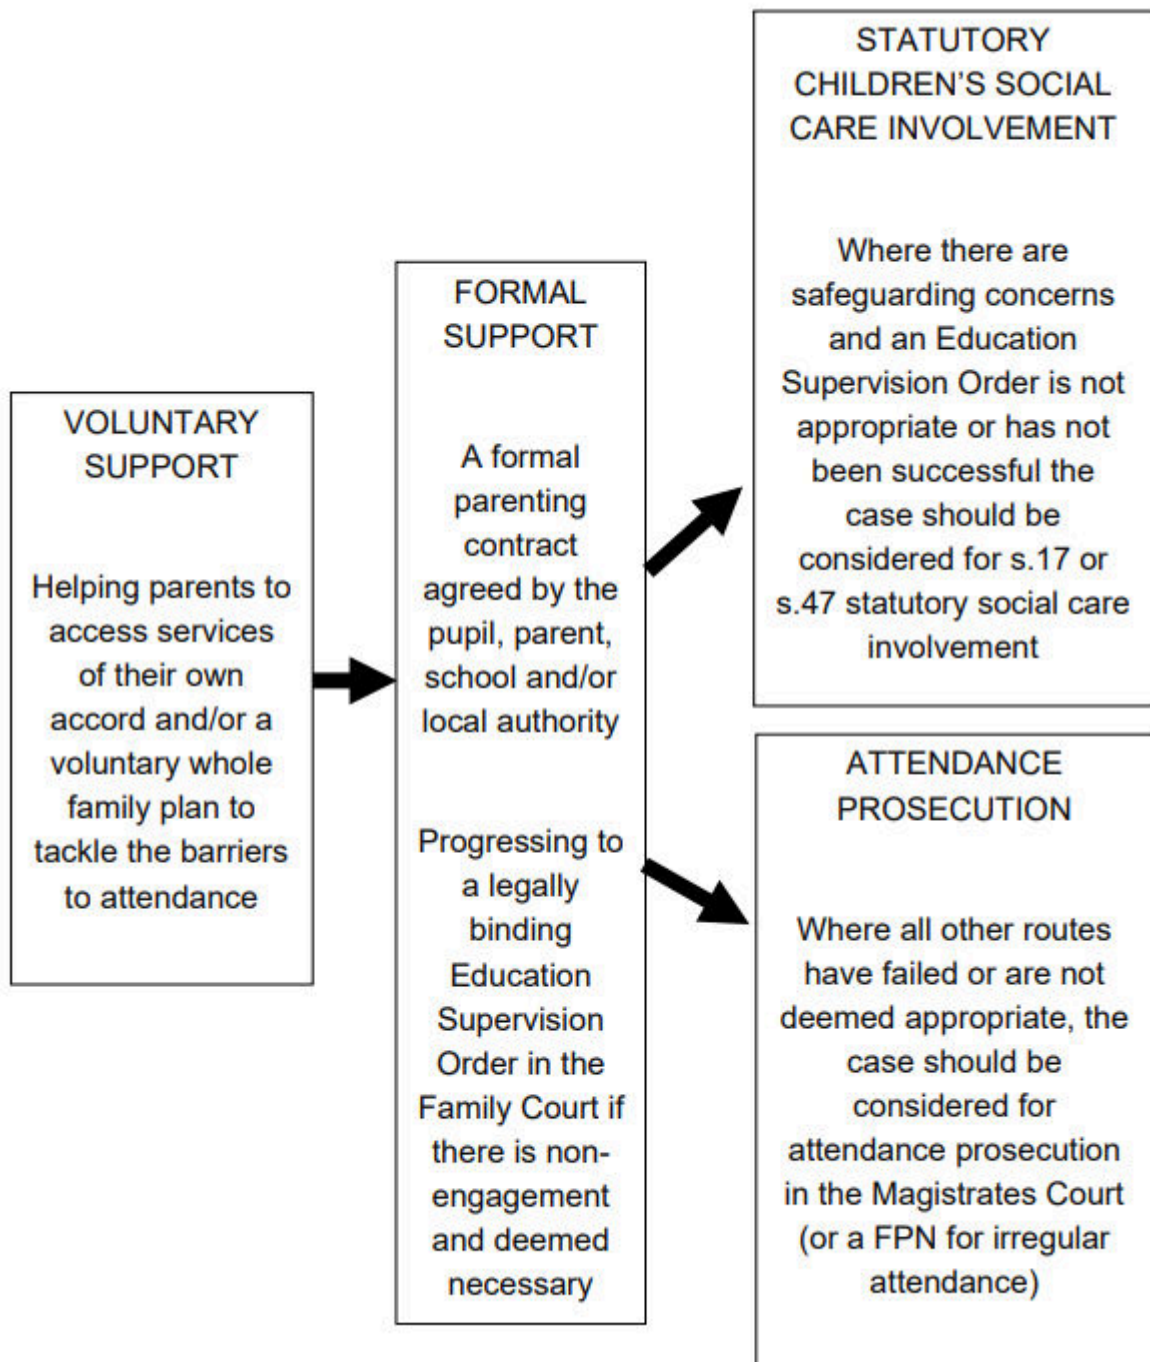 VOLUNTARY
SUPPORT
Helping parents to
access services
of their own
accord and/or a
voluntary whole
family plan to
tackle the barriers
to attendance
FORMAL
SUPPORT
A formal
parenting
contract
agreed by the
pupil, parent,
school and/or
local authority
Progressing to
a legally
binding
Education
Supervision
Order in the
Family Court if
there is non-
engagement
and deemed
necessary
STATUTORY
CHILDREN'S SOCIAL
CARE INVOLVEMENT
Where there are
safeguarding concerns
and an Education
Supervision Order is not
appropriate or has not
been successful the
case should be
considered for s.17 or
s.47 statutory social care
involvement
ATTENDANCE
PROSECUTION
Where all other routes
have failed or are not
deemed appropriate, the
case should be
considered for
attendance prosecution
in the Magistrates Court
(or a FPN for irregular
attendance)